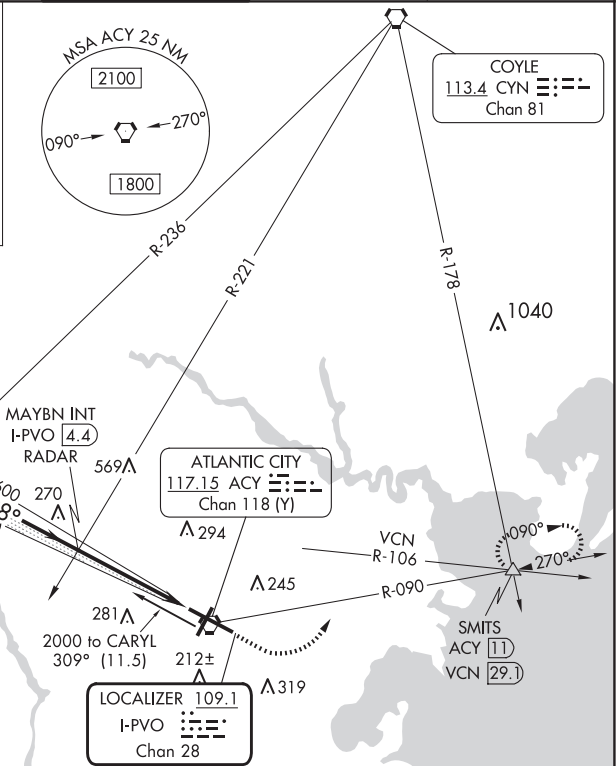 MSA ACY 25 NM
2100
090°
270°
1800
COYLE
113.4 CYN
Chan 81
R-236
R-221
R-178
1040
MAYBN INT
I-PVO 4.4
RADAR
569
270
8°
ATLANTIC CITY
117.15 ACY
Chan 118 (Y)
294
VCN
R-106
090°
270°
245
R-090
281
2000 to CARYL
309° (11.5)
212±
319
SMITS
ACY 11
VCN 29.1
LOCALIZER 109.1
I-PVO
Chan 28